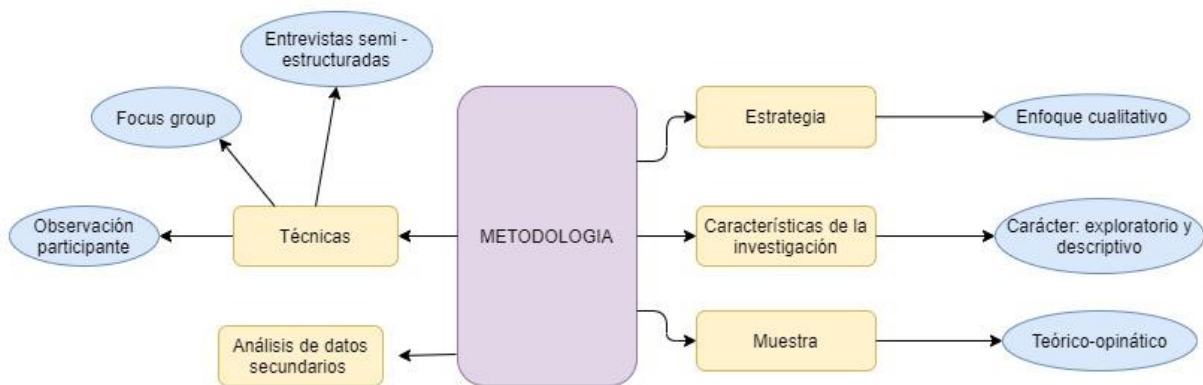 Entrevistas semi -
estructuradas
Focus group
Estrategia
Enfoque cualitativo
Observación
participante
Técnicas
METODOLOGIA
Características de la
investigación
Carácter: exploratorio y
descriptivo
Análisis de datos
secundarios
Muestra
Teórico-opinático